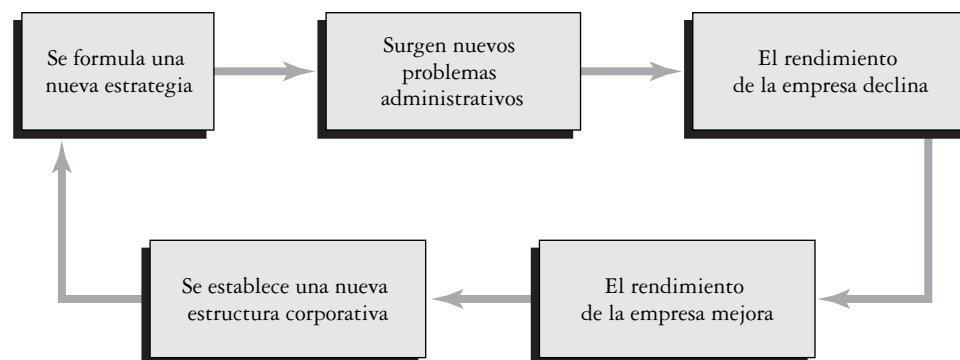 Se formula una
nueva estrategia
Surgen nuevos
problemas
administrativos
El rendimiento
de la empresa declina
El rendimiento
de la empresa mejora
Se establece una nueva
estructura corporativa